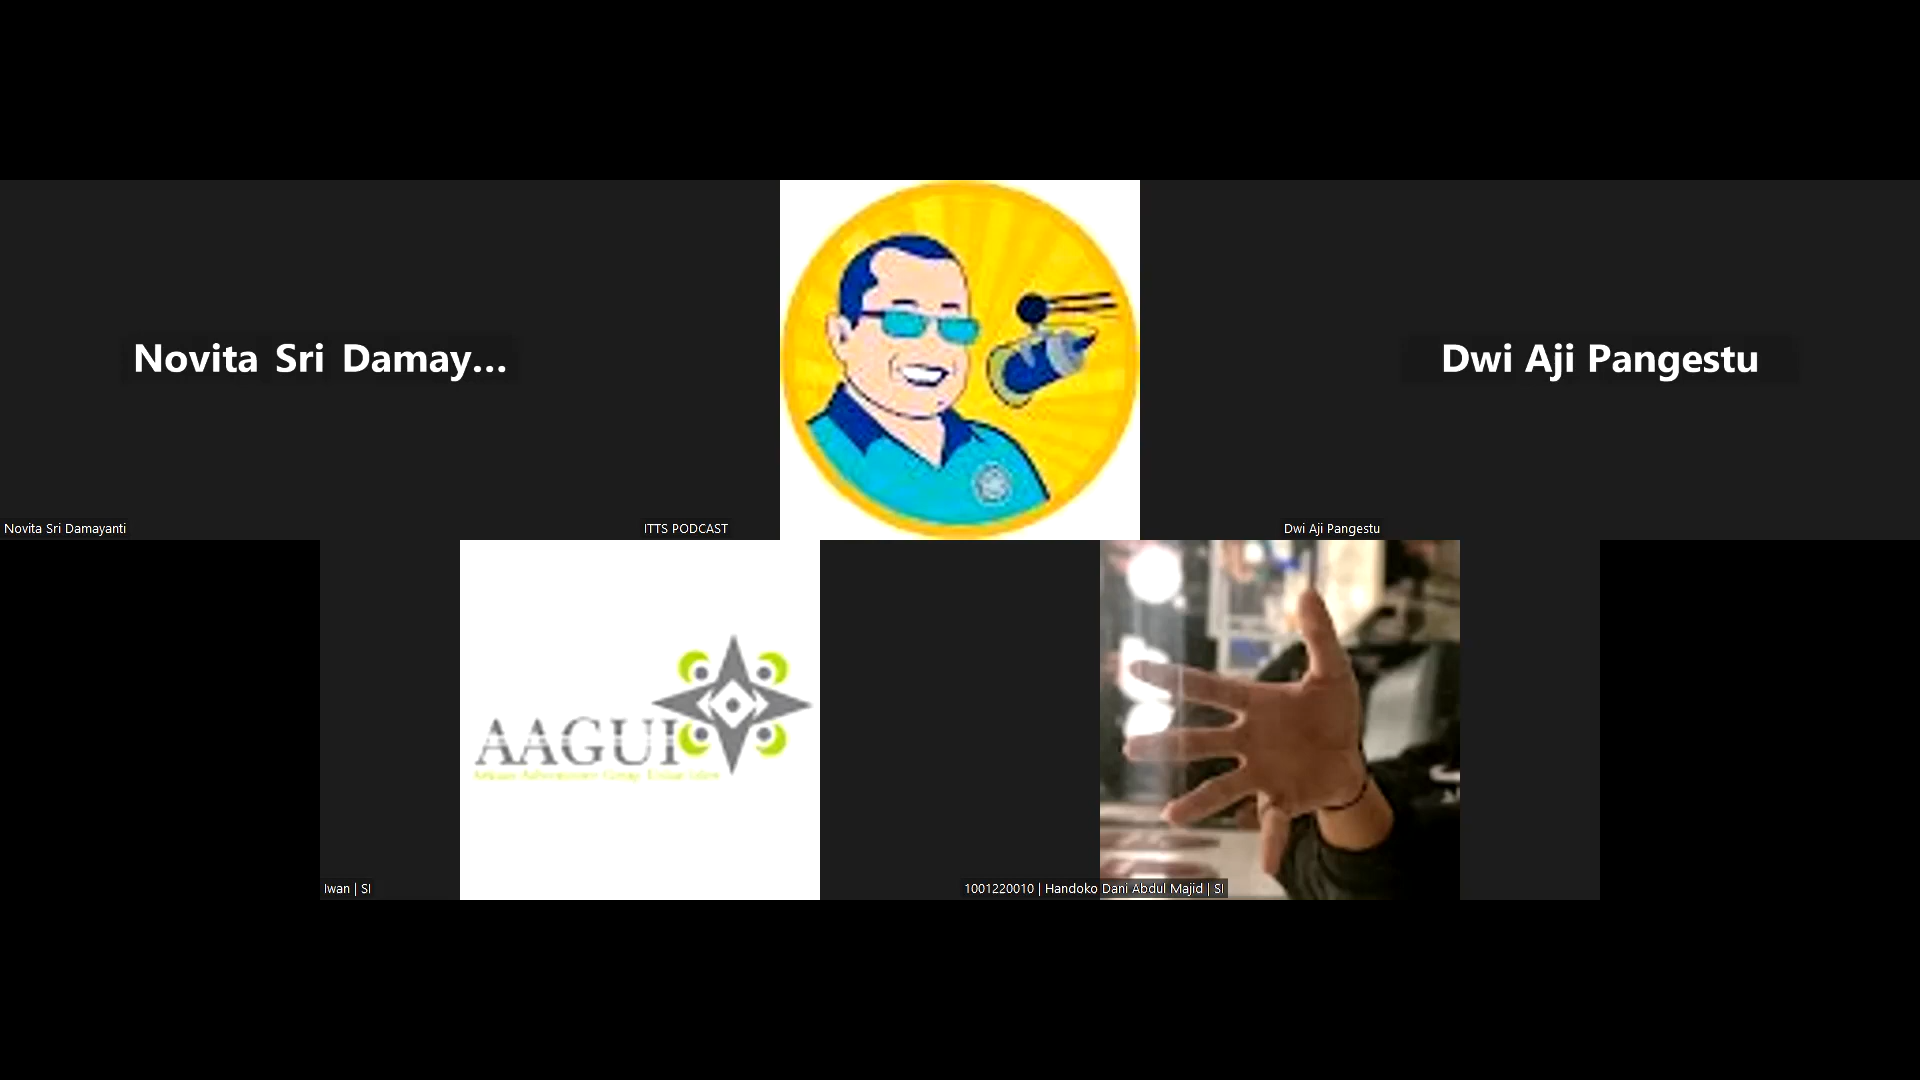 Novita Sri Damay...
Dwi Aji Pangestu
Novita Sri Damayanti
ITTS PODCAST
Dwi Aji Pangestu
AAGUI
Iwan | SI
1001220010 | Handoko Dani Abdul Majid | SI